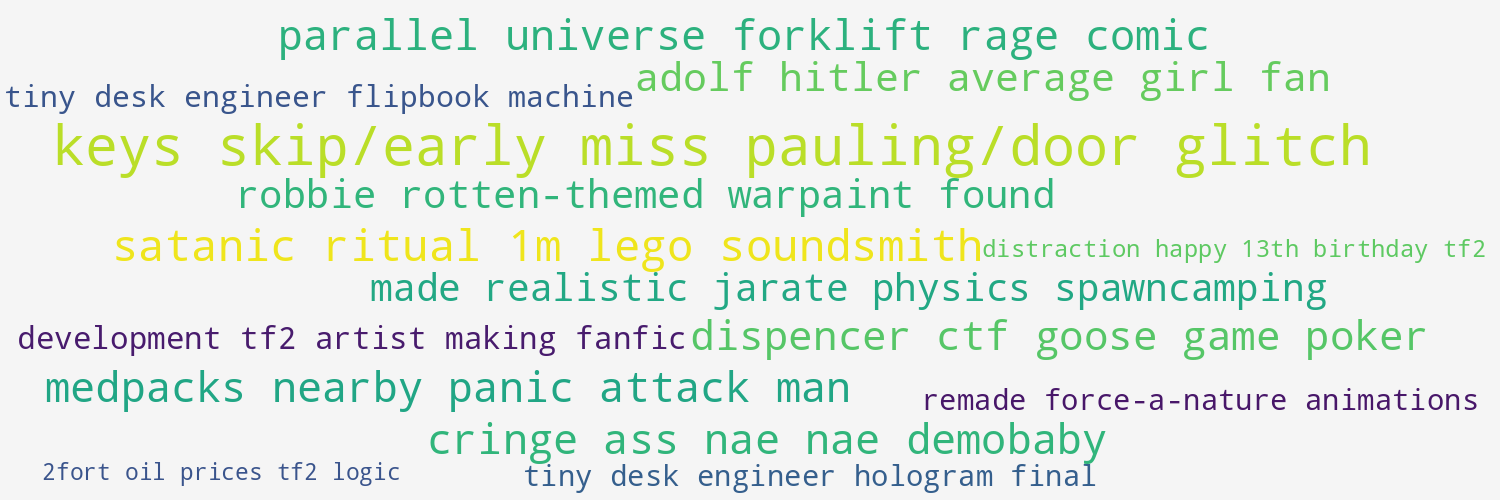 parallel universe forklift rage comic
adolf hitler average girl fan
tiny desk engineer flipbook machine
keys skip/early miss pauling/door glitch
robbie rotten-themed warpaint found
satanic ritual 1m lego soundsmith
distraction happy 13th birthday tf2
made realistic jarate physics spawncamping
development tf2 artist making fanfic
dispencer ctf goose game poker
medpacks nearby panic attack man
remade force-a-nature animations
cringe ass nae nae demobaby
2fort oil prices tf2 logic
tiny desk engineer hologram final